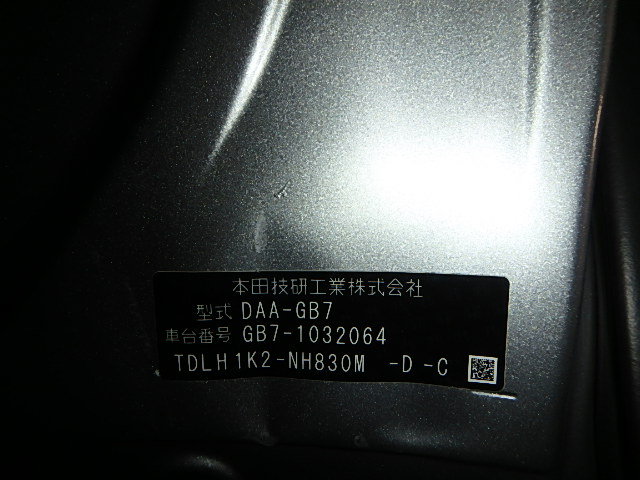 本田技研工業株式会社
型式 DAA-GB7
車台番号 GB7-1032064
TDLH1K2-NH830M -D-C